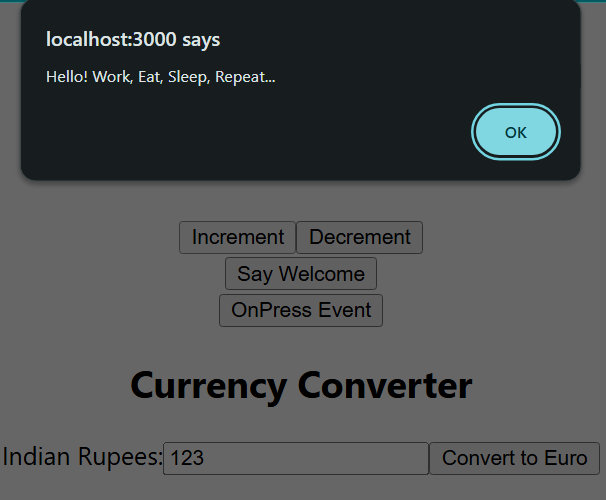 localhost:3000 says
Hello! Work, Eat, Sleep, Repeat...
OK
Increment Decrement
Say Welcome
OnPress Event
Currency Converter
Indian Rupees: 123 Convert to Euro